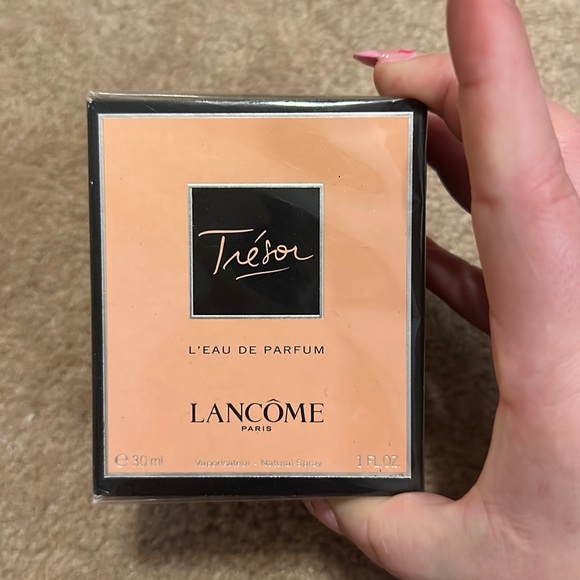 Trésor
L'EAU DE PARFUM
LANCÔME
PARIS
℮ 30 ml Vaporisateur - Natural Spray 1 FL.OZ.